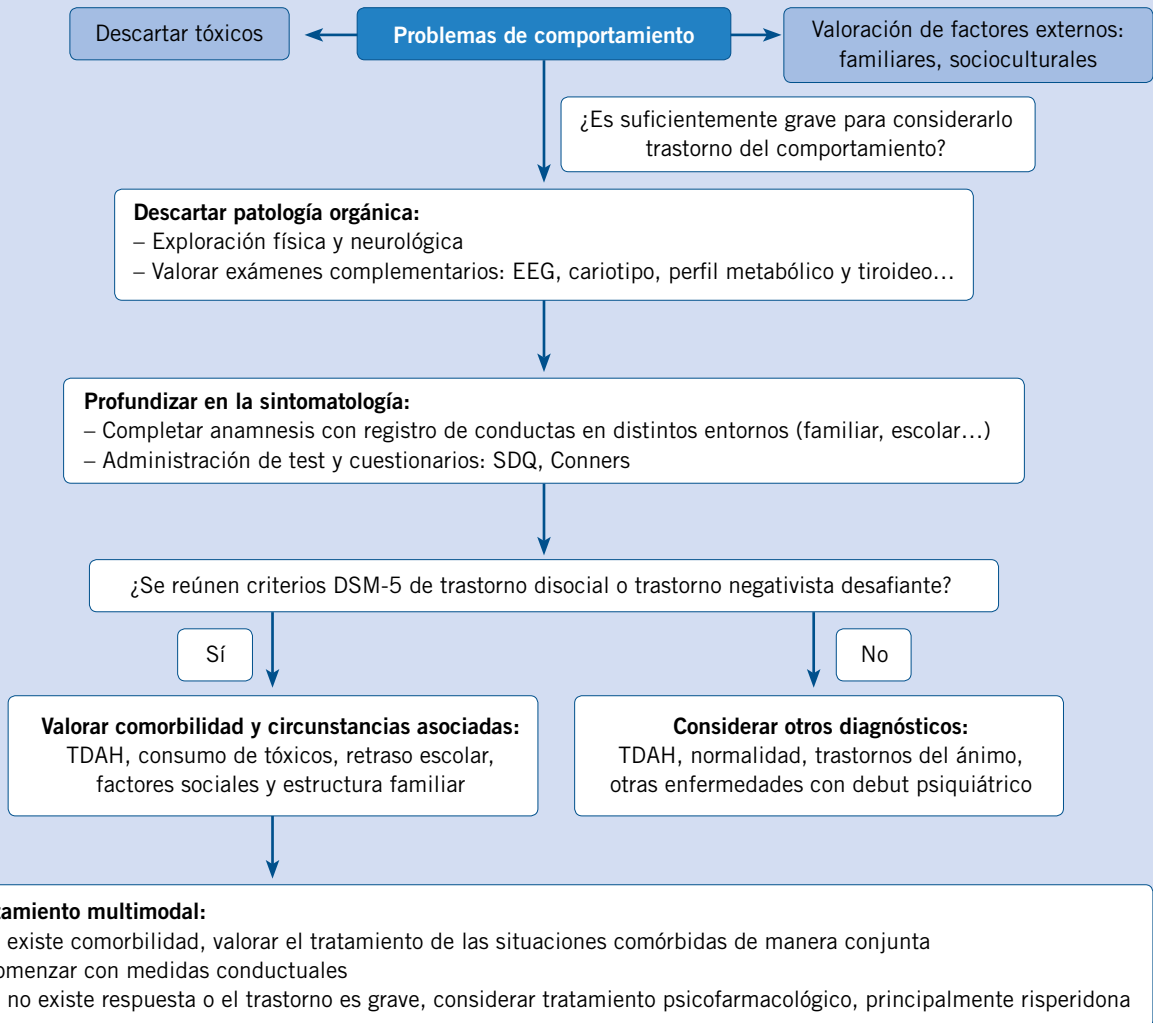 Descartar tóxicos
Problemas de comportamiento
Valoración de factores externos:
familiares, socioculturales
¿Es suficientemente grave para considerarlo
trastorno del comportamiento?
Descartar patología orgánica:
– Exploración física y neurológica
– Valorar exámenes complementarios: EEG, cariotipo, perfil metabólico y tiroideo…
Profundizar en la sintomatología:
– Completar anamnesis con registro de conductas en distintos entornos (familiar, escolar…)
– Administración de test y cuestionarios: SDQ, Conners
¿Se reúnen criterios DSM-5 de trastorno disocial o trastorno negativista desafiante?
Sí
No
Valorar comorbilidad y circunstancias asociadas:
TDAH, consumo de tóxicos, retraso escolar,
factores sociales y estructura familiar
Considerar otros diagnósticos:
TDAH, normalidad, trastornos del ánimo,
otras enfermedades con debut psiquiátrico
tamiento multimodal:
existe comorbilidad, valorar el tratamiento de las situaciones comórbidas de manera conjunta
omenzar con medidas conductuales
no existe respuesta o el trastorno es grave, considerar tratamiento psicofarmacológico, principalmente risperidona